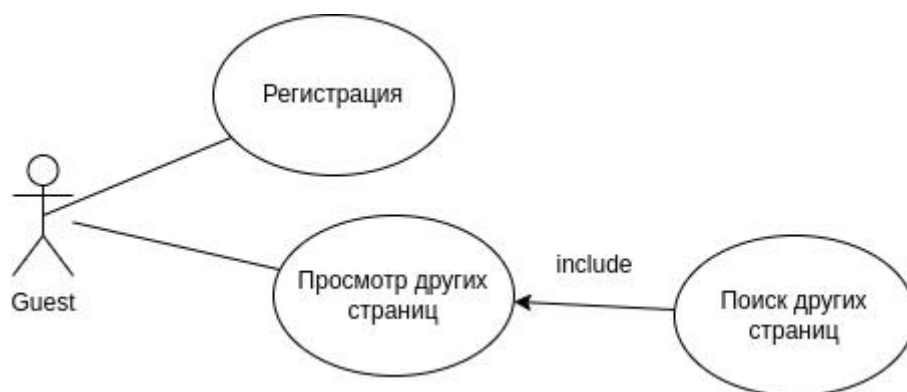 Регистрация
Guest
Просмотр других
страниц
include
Поиск других
страниц